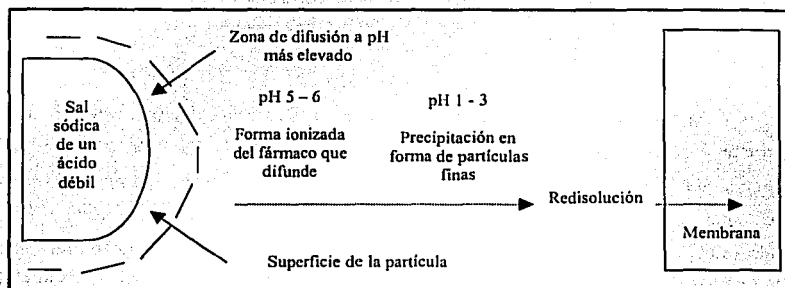 Zona de difusión a pH
más elevado
Sal
sódica
de un
ácido
débil
pH 5 – 6
pH 1 - 3
Forma ionizada
del fármaco que
difunde
Precipitación en
forma de partículas
finas
Redisolución
Membrana
Superficie de la partícula